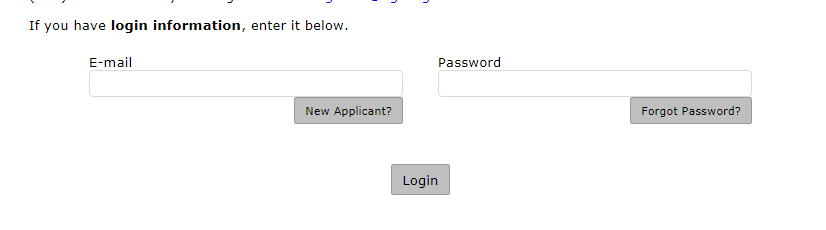 If you have login information, enter it below.
E-mail Password
New Applicant? Forgot Password?
Login